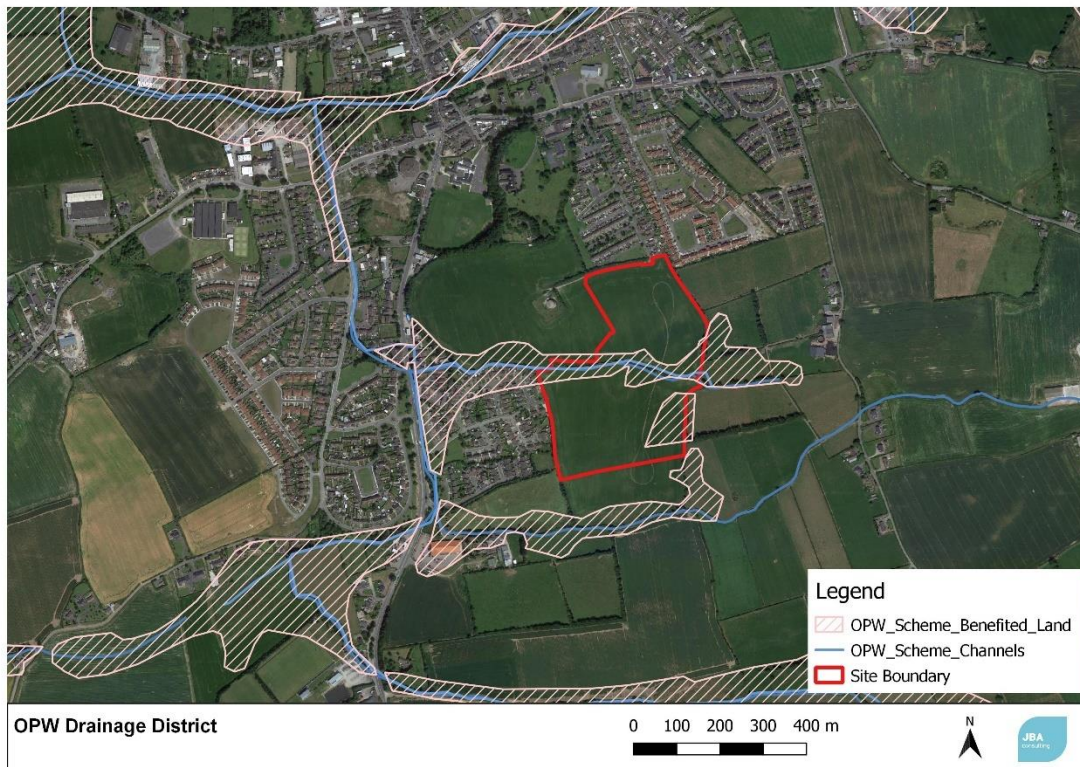 Legend
OPW_Scheme_Benefited_Land
OPW_Scheme_Channels
Site Boundary
OPW Drainage District
0 100 200 300 400 m
N
JBA
consulting